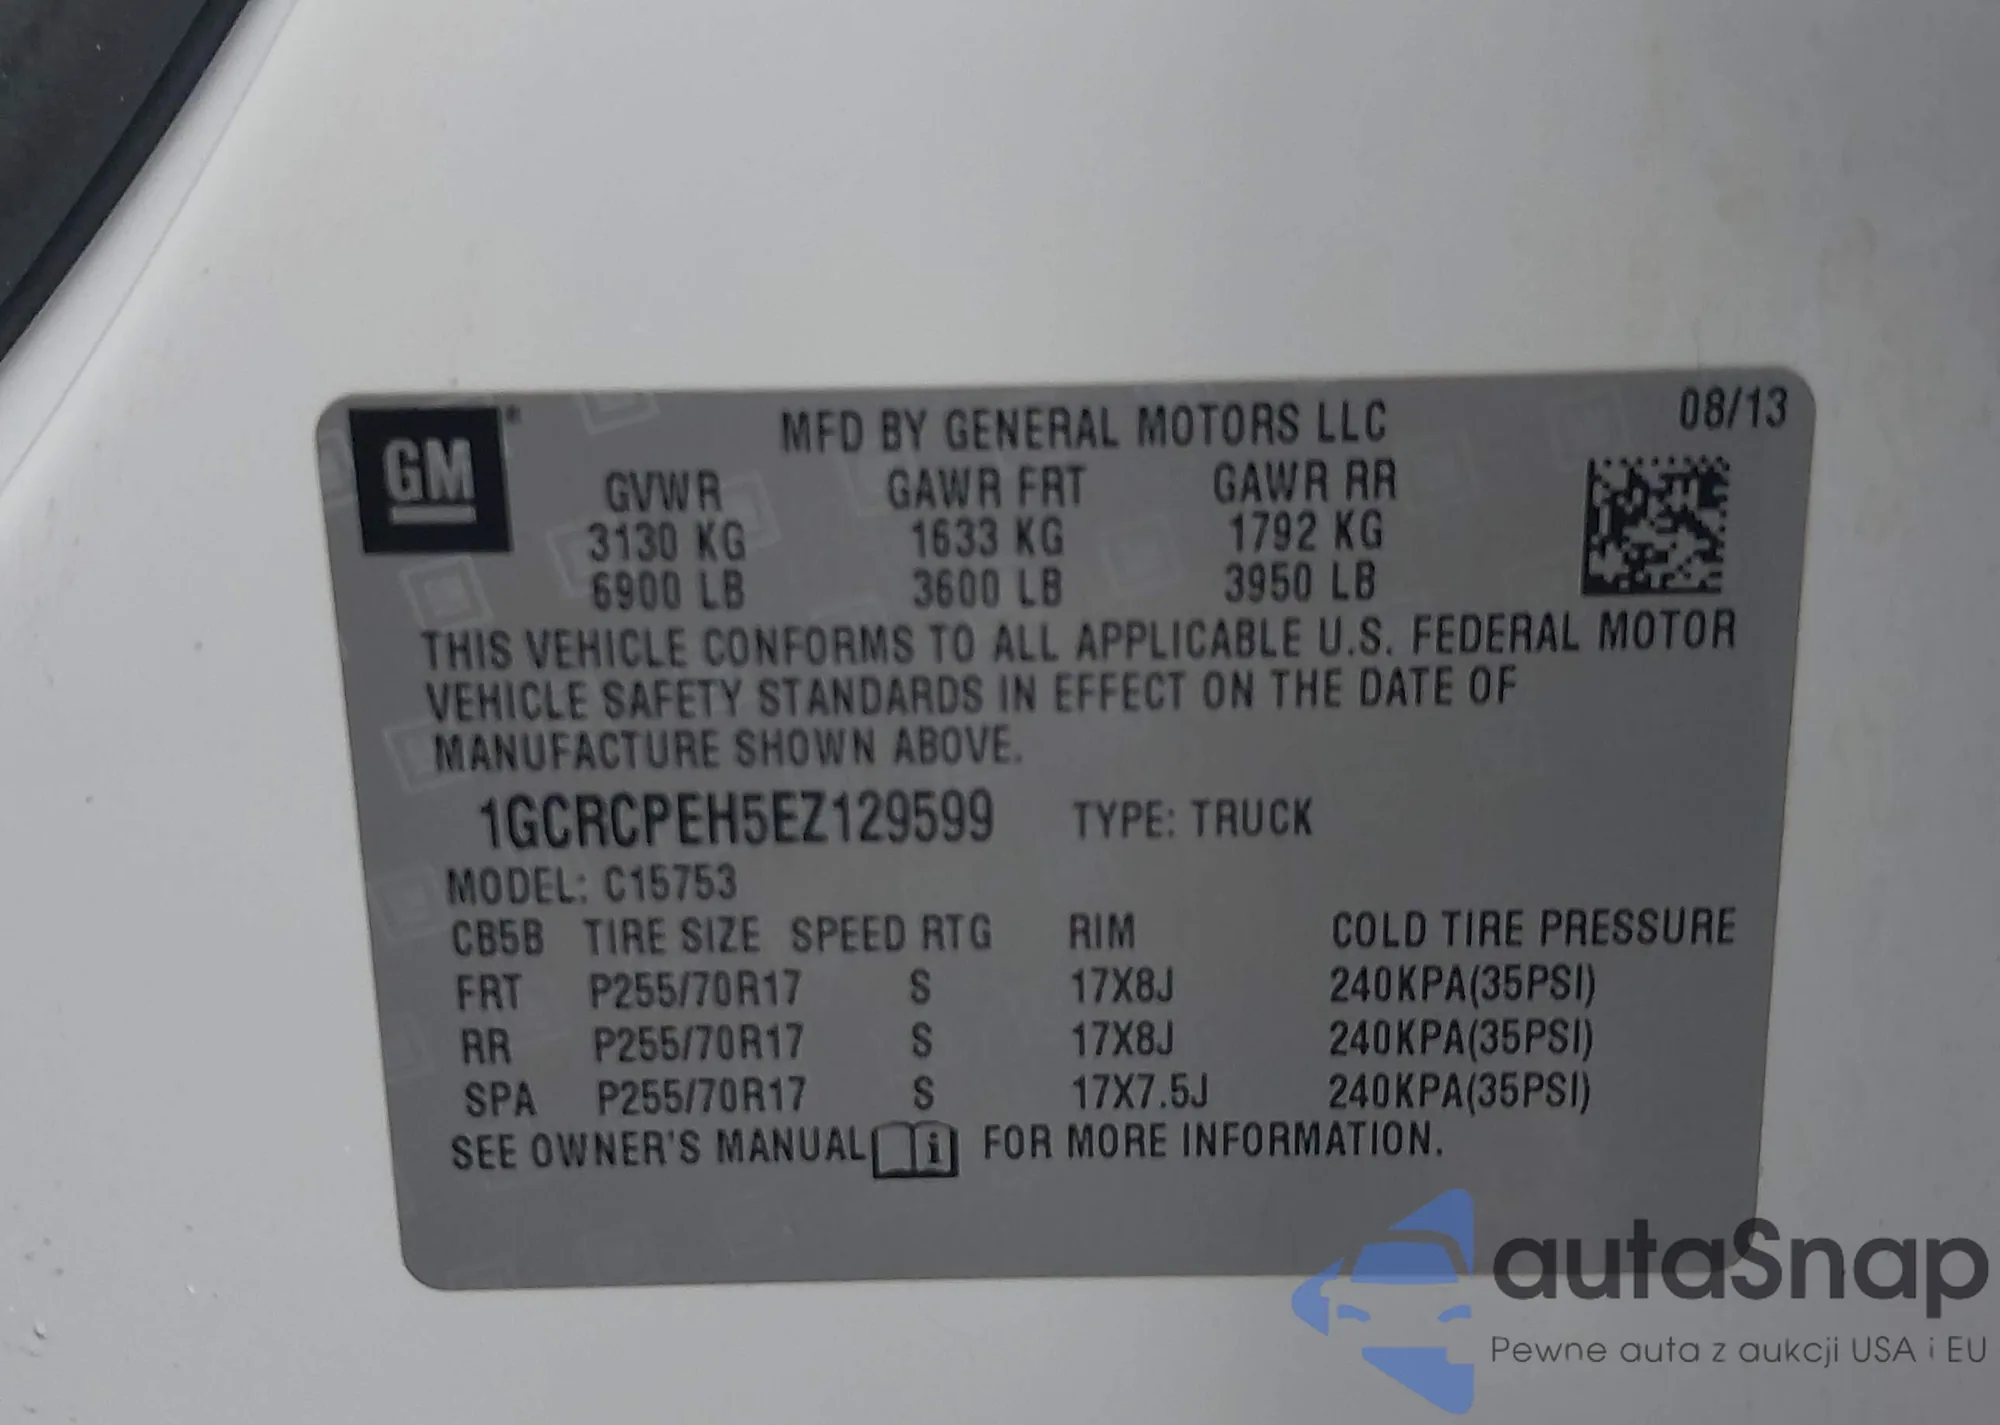 GM®
MFD BY GENERAL MOTORS LLC 08/13
GVWR GAWR FRT GAWR RR
3130 KG 1633 KG 1792 KG
6900 LB 3600 LB 3950 LB
THIS VEHICLE CONFORMS TO ALL APPLICABLE U.S. FEDERAL MOTOR
VEHICLE SAFETY STANDARDS IN EFFECT ON THE DATE OF
MANUFACTURE SHOWN ABOVE.
1GCRCPEH5EZ129599 TYPE: TRUCK
MODEL: C15753
CB5B TIRE SIZE SPEED RTG RIM COLD TIRE PRESSURE
FRT P255/70R17 S 17X8J 240KPA(35PSI)
RR P255/70R17 S 17X8J 240KPA(35PSI)
SPA P255/70R17 S 17X7.5J 240KPA(35PSI)
SEE OWNER'S MANUAL i FOR MORE INFORMATION.
autaSnap
Pewne auta z aukcji USA i EU